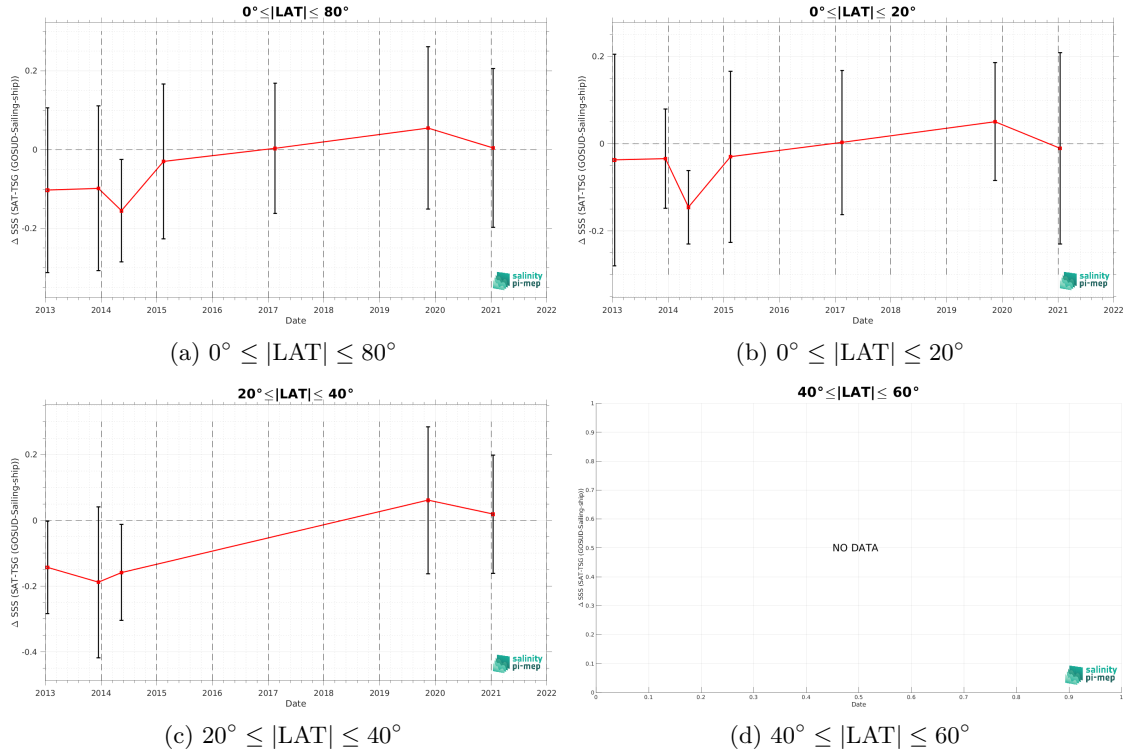 0°≤|LAT|≤ 80°
Δ SSS (SAT-TSG (GOSUD-Sailing-ship))
0.2
0
-0.2
2013 2014 2015 2016 2017 2018 2019 2020 2021 2022
Date
salinity
pi-mep
(a) 0° ≤ |LAT| ≤ 80°
0°≤|LAT|≤ 20°
Δ SSS (SAT-TSG (GOSUD-Sailing-ship))
0.2
0
-0.2
2013 2014 2015 2016 2017 2018 2019 2020 2021 2022
Date
salinity
pi-mep
(b) 0° ≤ |LAT| ≤ 20°
20°≤|LAT|≤ 40°
Δ SSS (SAT-TSG (GOSUD-Sailing-ship))
0.2
0
-0.2
-0.4
2013 2014 2015 2016 2017 2018 2019 2020 2021 2022
Date
salinity
pi-mep
(c) 20° ≤ |LAT| ≤ 40°
40°≤|LAT|≤ 60°
Δ SSS (SAT-TSG (GOSUD-Sailing-ship))
1
0.9
0.8
0.7
0.6
0.5
0.4
0.3
0.2
0.1
0
NO DATA
0 0.1 0.2 0.3 0.4 0.5 0.6 0.7 0.8 0.9 1
Date
salinity
pi-mep
(d) 40° ≤ |LAT| ≤ 60°